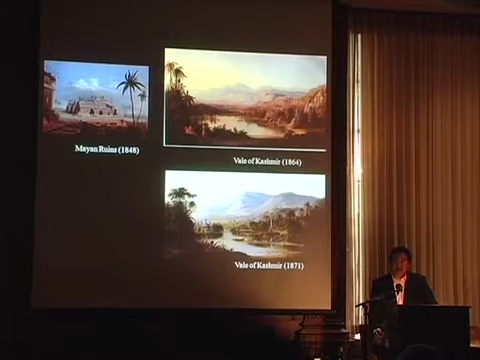 Mayan Ruins (1848)
Vale of Kashmir (1864)
Vale of Kashmir (1871)